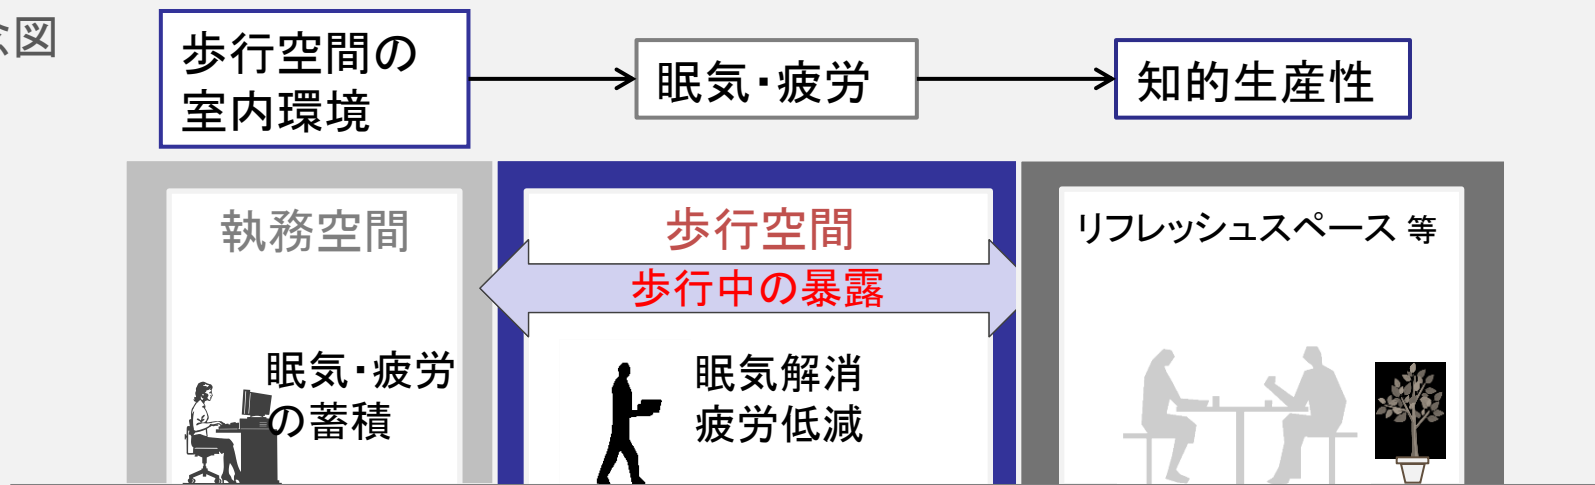 念図
歩行空間の
室内環境
眠気・疲労
知的生産性
執務空間
歩行空間
リフレッシュスペース 等
歩行中の暴露
眠気・疲労
の蓄積
眠気解消
疲労低減